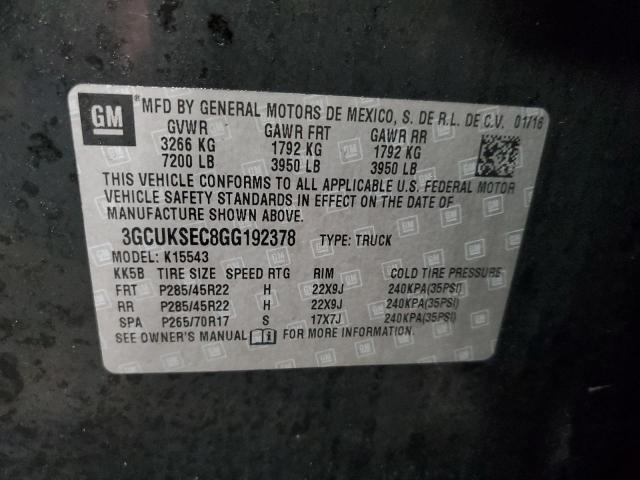 GM ® MFD BY GENERAL MOTORS DE MEXICO, S. DE R.L. DE C.V. 01/16
GVWR GAWR FRT GAWR RR
3266 KG 1792 KG 1792 KG
7200 LB 3950 LB 3950 LB
THIS VEHICLE CONFORMS TO ALL APPLICABLE U.S. FEDERAL MOTOR
VEHICLE SAFETY STANDARDS IN EFFECT ON THE DATE OF
MANUFACTURE SHOWN ABOVE.
3GCUKSEC8GG192378 TYPE: TRUCK
MODEL: K15543
KK5B TIRE SIZE SPEED RTG RIM COLD TIRE PRESSURE
FRT P285/45R22 H 22X9J 240KPA(35PSI)
RR P285/45R22 H 22X9J 240KPA(35PSI)
SPA P265/70R17 S 17X7J 240KPA(35PSI)
SEE OWNER'S MANUAL FOR MORE INFORMATION.